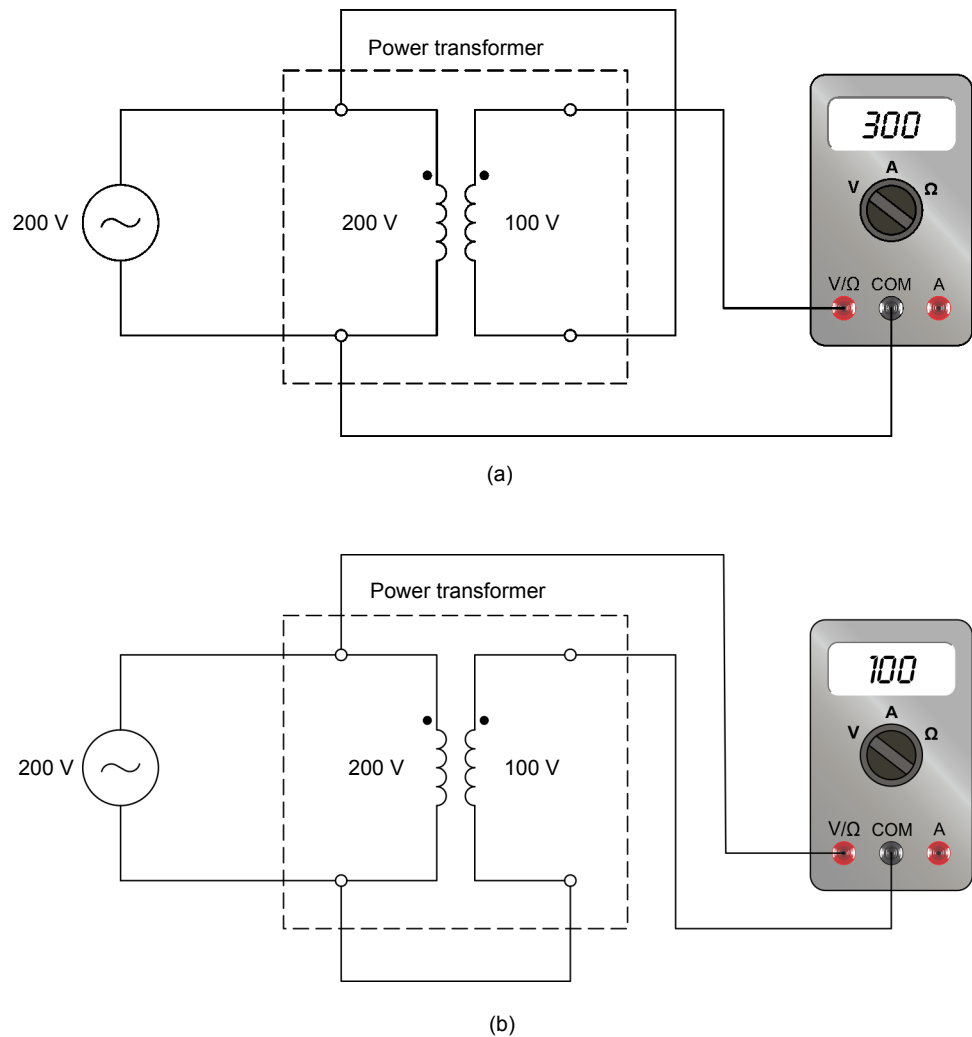 Power transformer
300
A
V Ω
200 V
200 V
100 V
V/Ω COM A
(a)
Power transformer
100
A
V Ω
200 V
200 V
100 V
V/Ω COM A
(b)